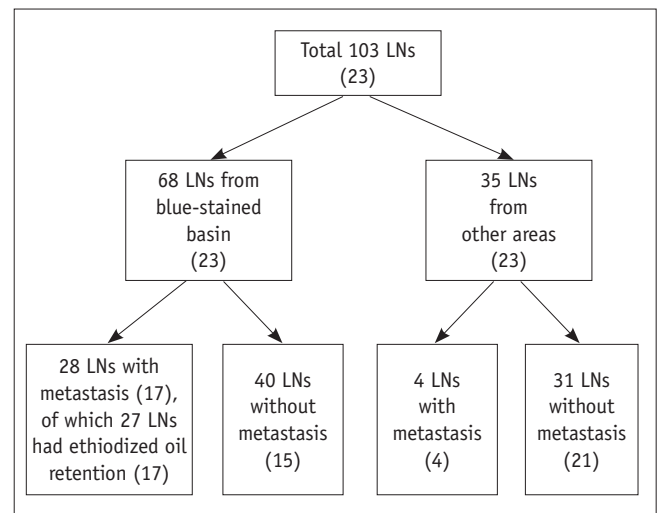 Total 103 LNs
(23)
68 LNs from
blue-stained
basin
(23)
35 LNs
from
other areas
(23)
28 LNs with
metastasis (17),
of which 27 LNs
had ethiodized oil
retention (17)
40 LNs
without
metastasis
(15)
4 LNs
with
metastasis
(4)
31 LNs
without
metastasis
(21)